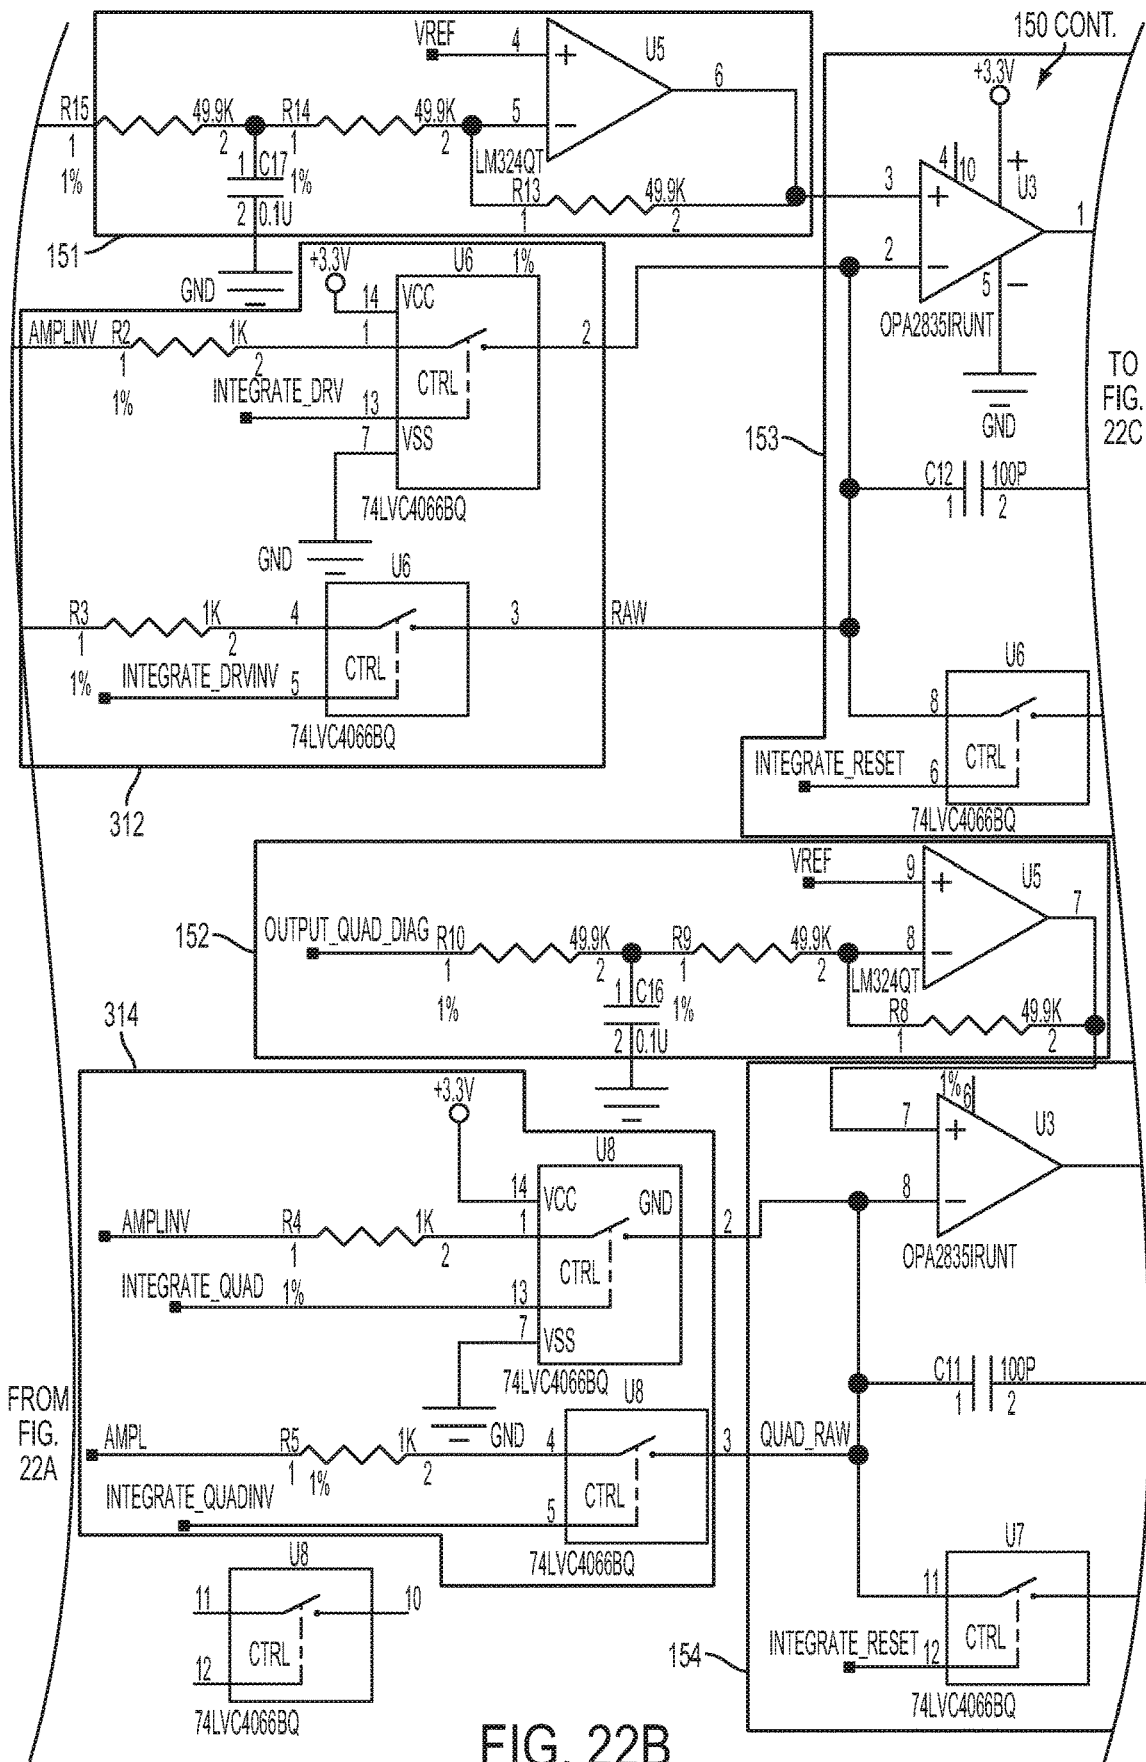 150 CONT.
VREF
4
+
U5
6
+3.3V
R15
49.9K
R14
49.9K
5
−
1
2
1
2
LM324QT
1%
1
C17
1%
2
0.1U
R13
49.9K
1
2
3
+
4
10
+
U3
1
2
−
5
−
OPA2835IRUNT
GND
151
GND
+3.3V
U6
1%
14
VCC
AMPLINV
R2
1K
1
2
1
2
1%
INTEGRATE_DRV
CTRL
13
7
VSS
74LVC4066BQ
GND
TO
FIG.
22C
153
C12
100P
1
2
U6
R3
1K
4
3
RAW
1
2
1%
INTEGRATE_DRVINV
5
CTRL
74LVC4066BQ
312
U6
8
INTEGRATE_RESET
6
CTRL
74LVC4066BQ
VREF
9
+
U5
7
152
OUTPUT_QUAD_DIAG
R10
49.9K
R9
49.9K
8
−
1
2
1
2
LM324QT
1%
1
C16
1%
2
0.1U
R8
49.9K
1
2
314
+3.3V
1%
6
7
+
U3
8
−
OPA2835IRUNT
U8
14
VCC
GND
AMPLINV
R4
1K
1
2
1
2
INTEGRATE_QUAD
1%
13
CTRL
7
VSS
74LVC4066BQ
C11
100P
1
2
FROM
FIG.
22A
U8
AMPL
R5
1K
GND
4
3
QUAD_RAW
1
1%
2
INTEGRATE_QUADINV
5
CTRL
74LVC4066BQ
U8
11
10
12
CTRL
74LVC4066BQ
U7
11
154
INTEGRATE_RESET
12
CTRL
74LVC4066BQ
FIG. 22B